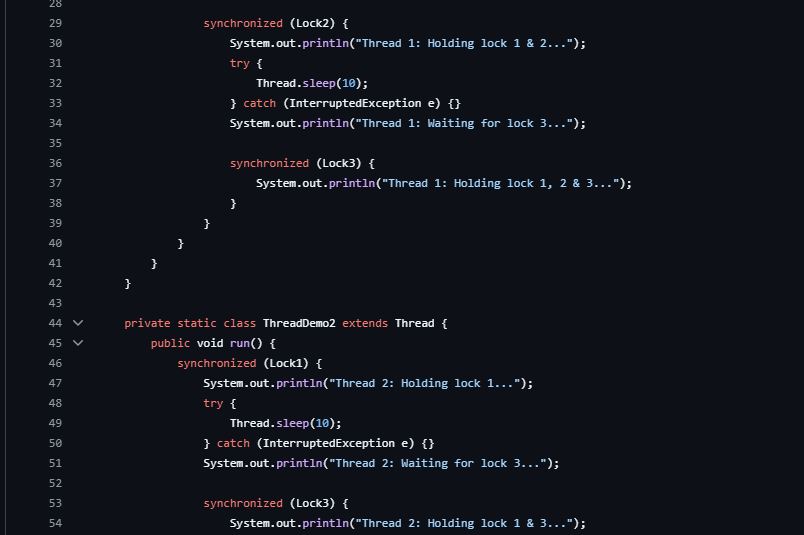 28
29 synchronized (Lock2) {
30 System.out.println("Thread 1: Holding lock 1 & 2...");
31 try {
32 Thread.sleep(10);
33 } catch (InterruptedException e) {}
34 System.out.println("Thread 1: Waiting for lock 3...");
35
36 synchronized (Lock3) {
37 System.out.println("Thread 1: Holding lock 1, 2 & 3...");
38 }
39 }
40 }
41 }
42 }
43
44 private static class ThreadDemo2 extends Thread {
45 public void run() {
46 synchronized (Lock1) {
47 System.out.println("Thread 2: Holding lock 1...");
48 try {
49 Thread.sleep(10);
50 } catch (InterruptedException e) {}
51 System.out.println("Thread 2: Waiting for lock 3...");
52
53 synchronized (Lock3) {
54 System.out.println("Thread 2: Holding lock 1 & 3...");